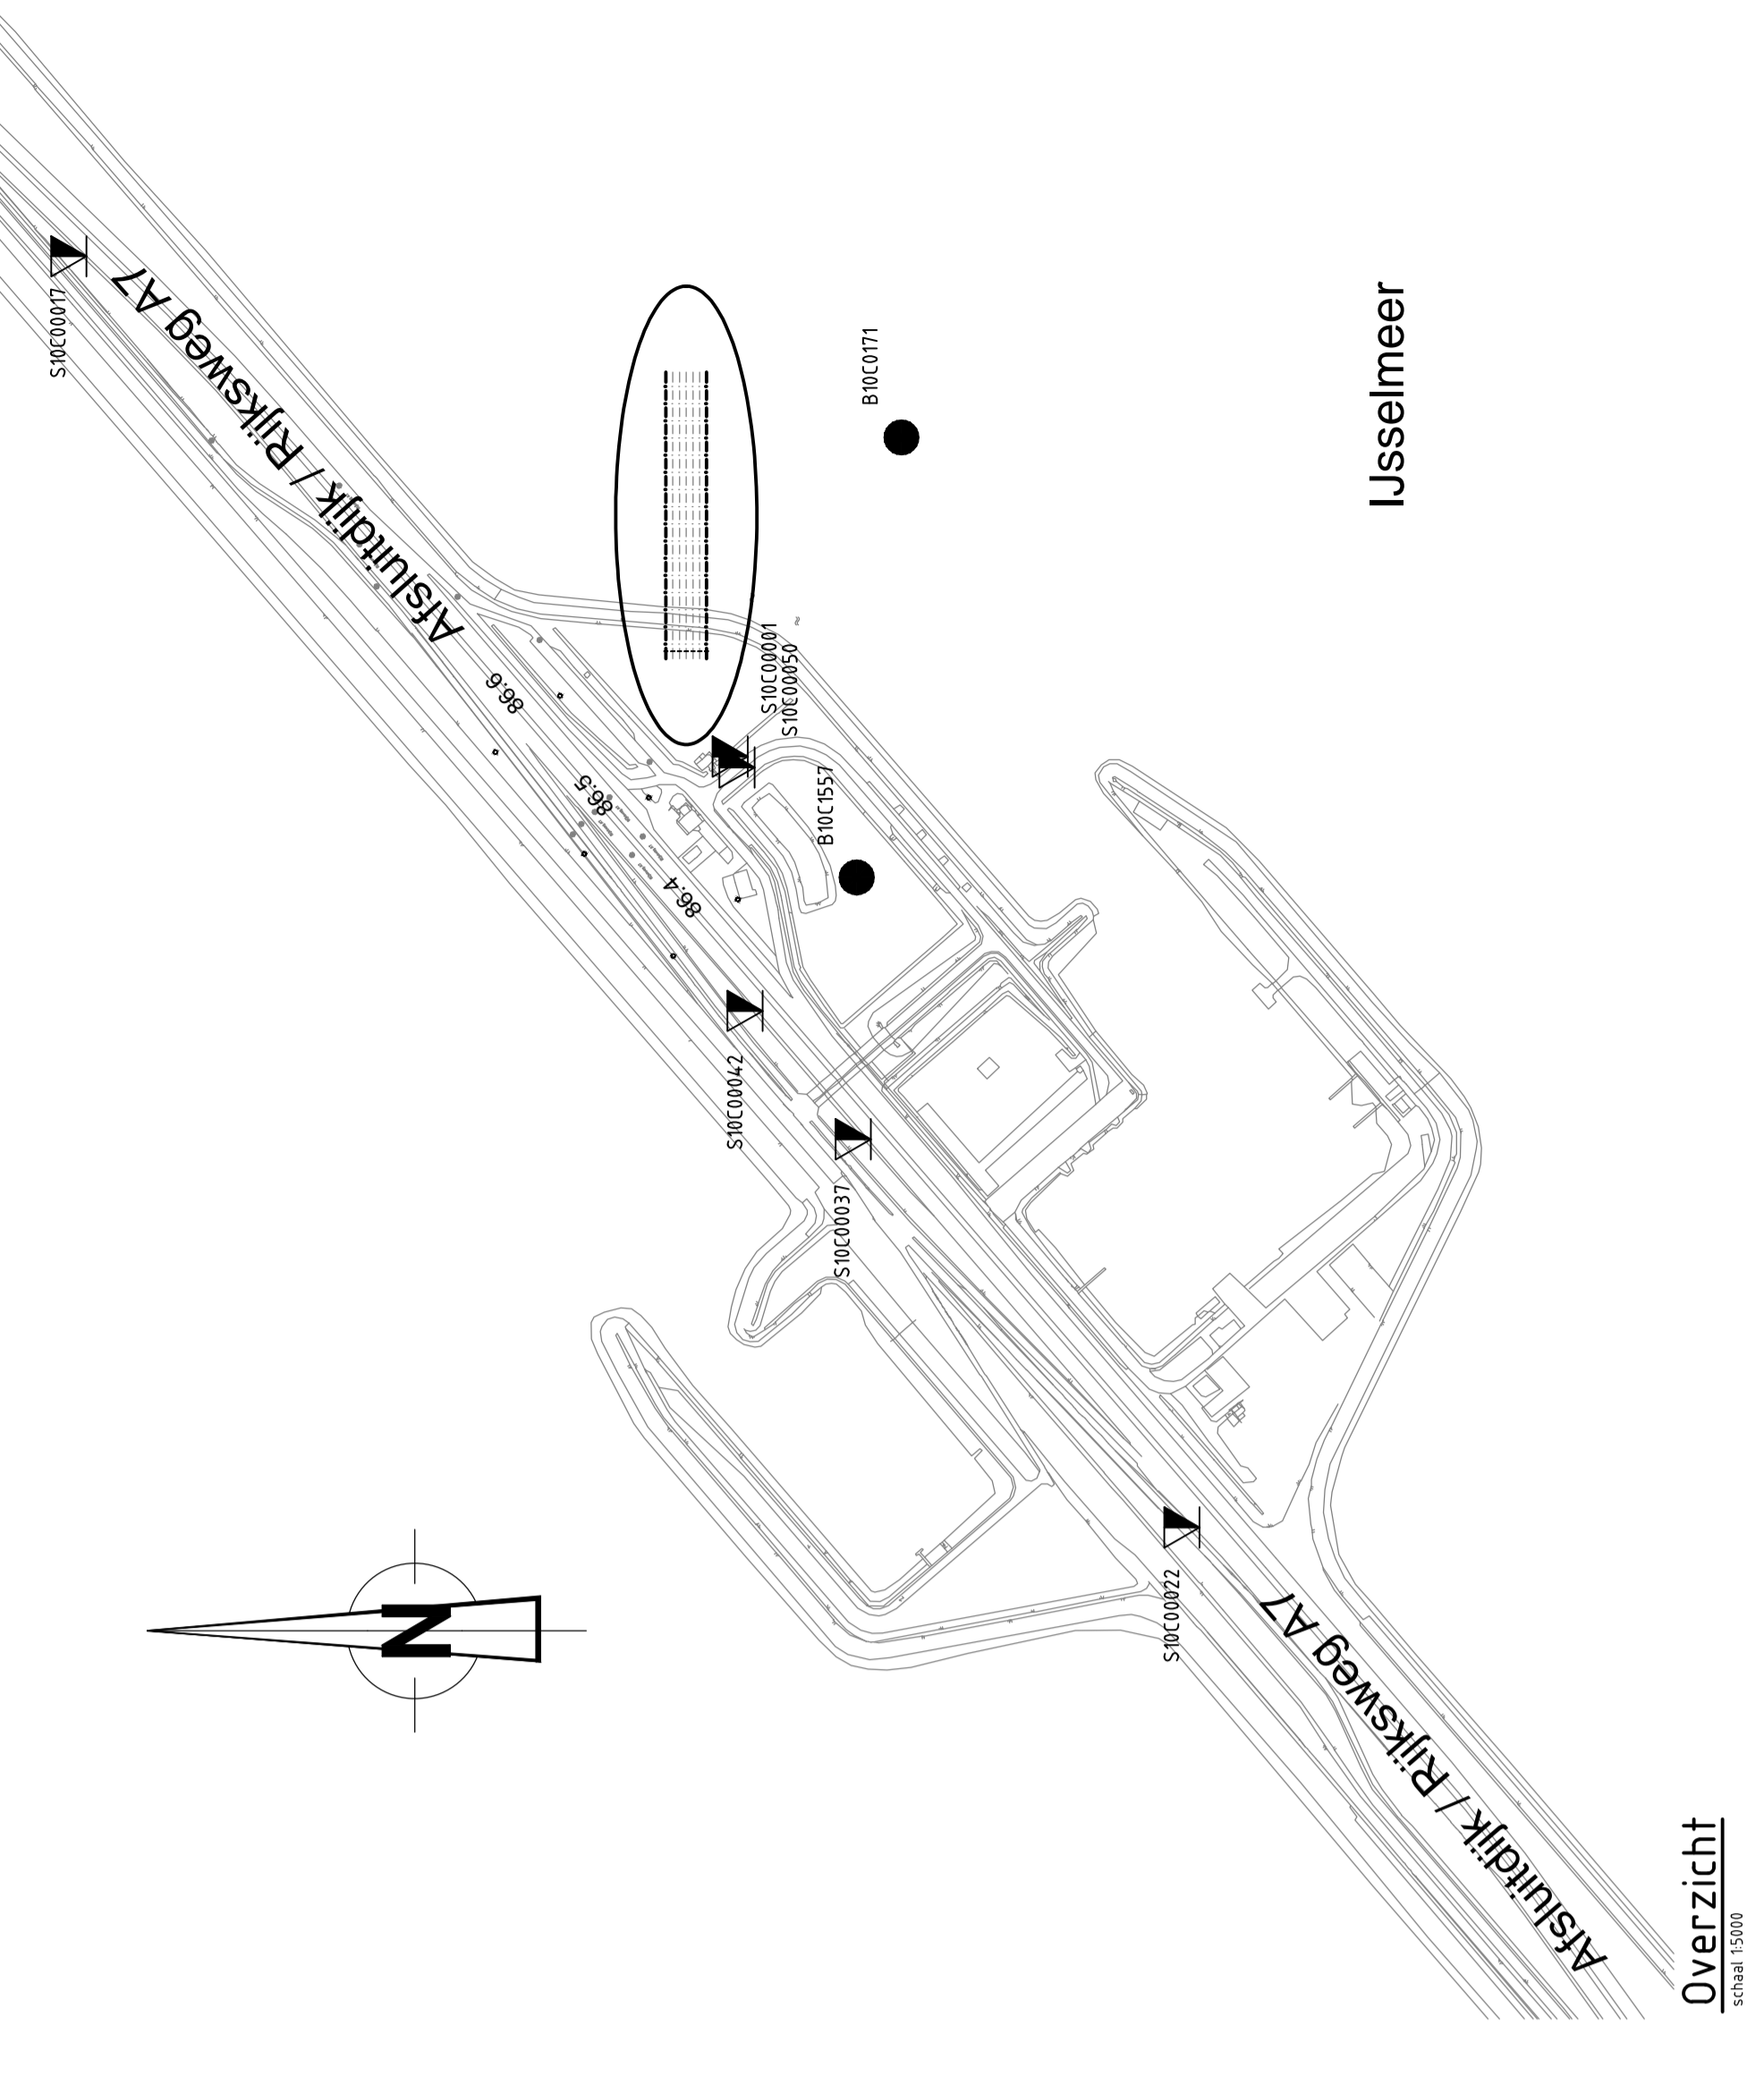 S10C00017
Afsluitdijk / Rijksweg A7
B10C0171
IJsselmeer
86.6
S10C00001
S10C00050
86.5
B10C1557
86.4
S10C00042
S10C00037
N
S10C00022
Afsluitdijk / Rijksweg A7
Overzicht
schaal 1:5000